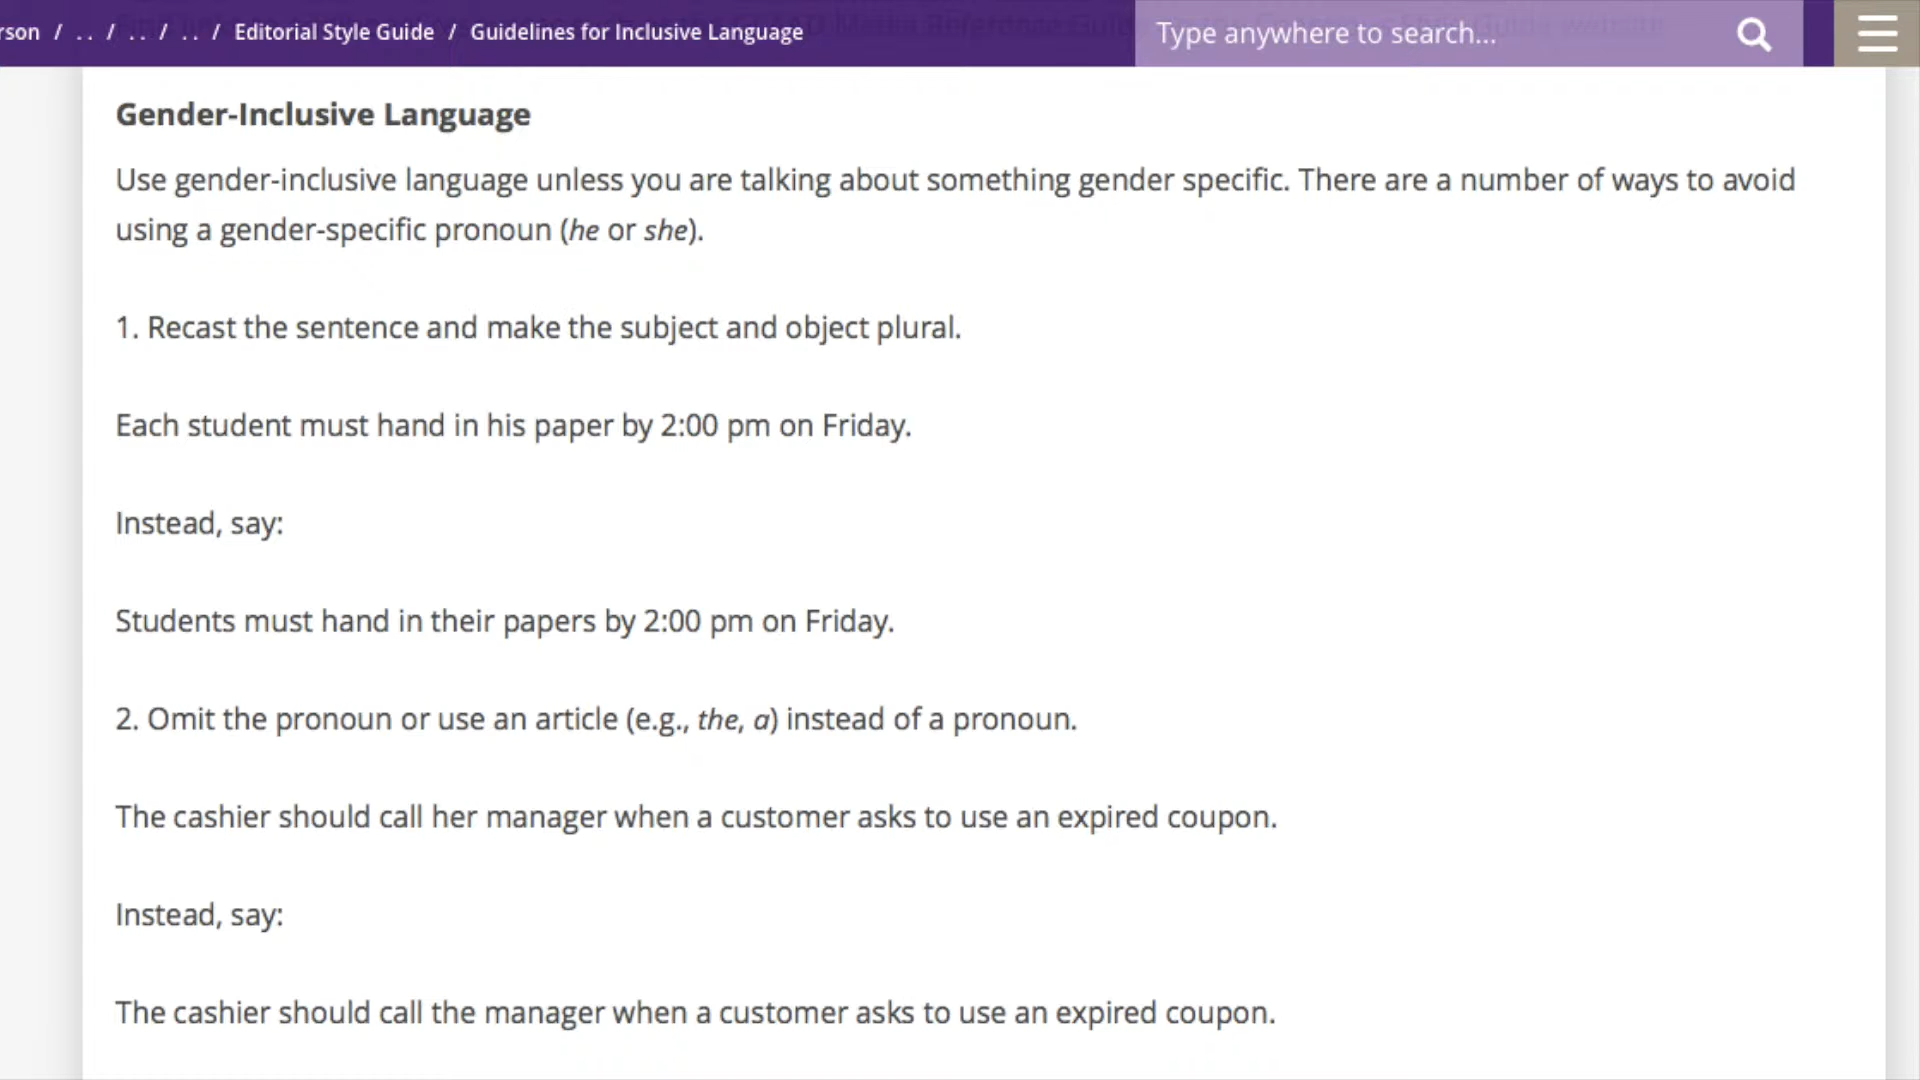 rson / . . / . . / . . / Editorial Style Guide / Guidelines for Inclusive Language
Type anywhere to search...
Gender-Inclusive Language
Use gender-inclusive language unless you are talking about something gender specific. There are a number of ways to avoid
using a gender-specific pronoun (he or she).
1. Recast the sentence and make the subject and object plural.
Each student must hand in his paper by 2:00 pm on Friday.
Instead, say:
Students must hand in their papers by 2:00 pm on Friday.
2. Omit the pronoun or use an article (e.g., the, a) instead of a pronoun.
The cashier should call her manager when a customer asks to use an expired coupon.
Instead, say:
The cashier should call the manager when a customer asks to use an expired coupon.